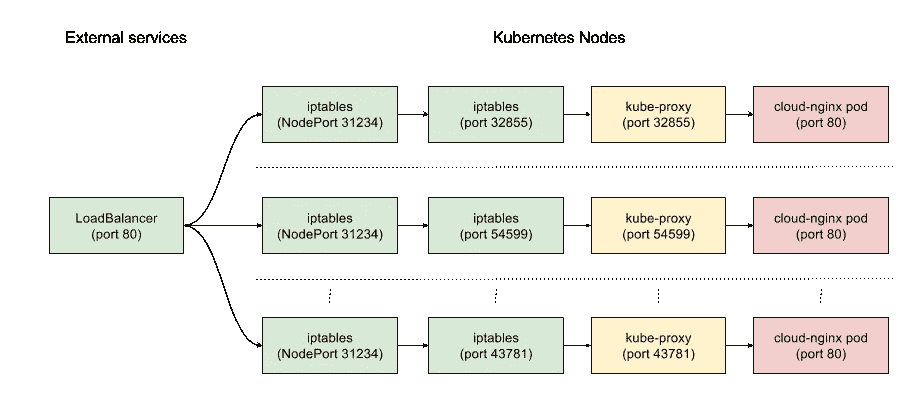 External services
Kubernetes Nodes
iptables
(NodePort 31234)
iptables
(port 32855)
kube-proxy
(port 32855)
cloud-nginx pod
(port 80)
LoadBalancer
(port 80)
iptables
(NodePort 31234)
iptables
(port 54599)
kube-proxy
(port 54599)
cloud-nginx pod
(port 80)
iptables
(NodePort 31234)
iptables
(port 43781)
kube-proxy
(port 43781)
cloud-nginx pod
(port 80)